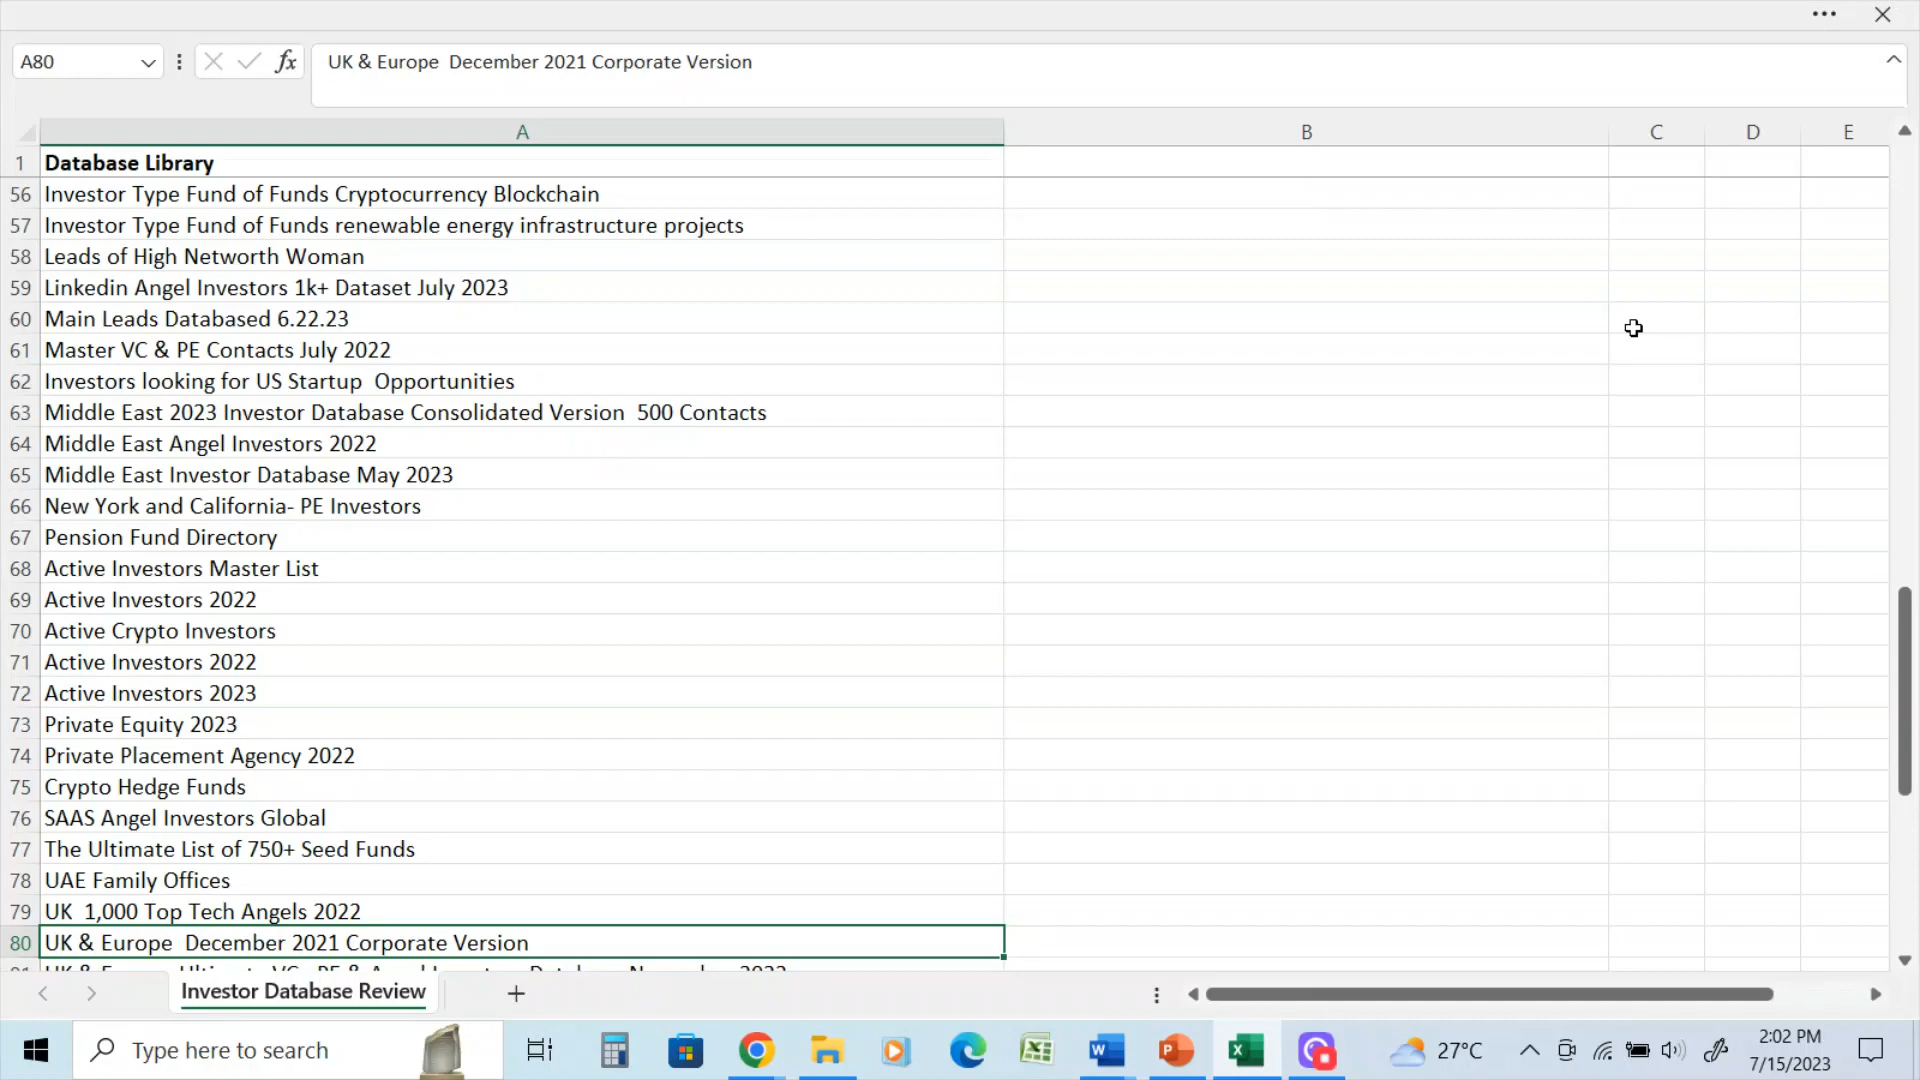 A80
fx
UK & Europe  December 2021 Corporate Version
A B C D E
1 Database Library
56 Investor Type Fund of Funds Cryptocurrency Blockchain
57 Investor Type Fund of Funds renewable energy infrastructure projects
58 Leads of High Networth Woman
59 Linkedin Angel Investors 1k+ Dataset July 2023
60 Main Leads Databased 6.22.23
61 Master VC & PE Contacts July 2022
62 Investors looking for US Startup  Opportunities
63 Middle East 2023 Investor Database Consolidated Version  500 Contacts
64 Middle East Angel Investors 2022
65 Middle East Investor Database May 2023
66 New York and California- PE Investors
67 Pension Fund Directory
68 Active Investors Master List
69 Active Investors 2022
70 Active Crypto Investors
71 Active Investors 2022
72 Active Investors 2023
73 Private Equity 2023
74 Private Placement Agency 2022
75 Crypto Hedge Funds
76 SAAS Angel Investors Global
77 The Ultimate List of 750+ Seed Funds
78 UAE Family Offices
79 UK  1,000 Top Tech Angels 2022
80 UK & Europe  December 2021 Corporate Version
Investor Database Review
Type here to search
27°C
2:02 PM
7/15/2023